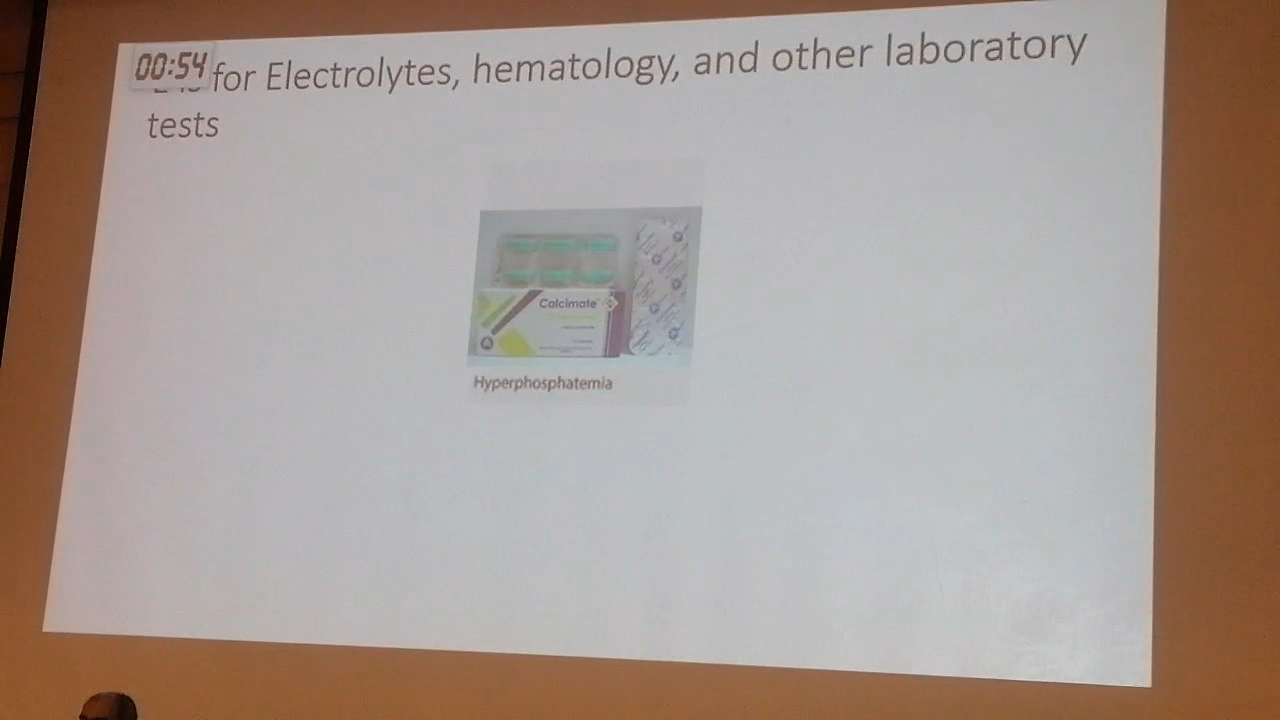 00:54
for Electrolytes, hematology, and other laboratory
tests
Calcimate
Hyperphosphatemia